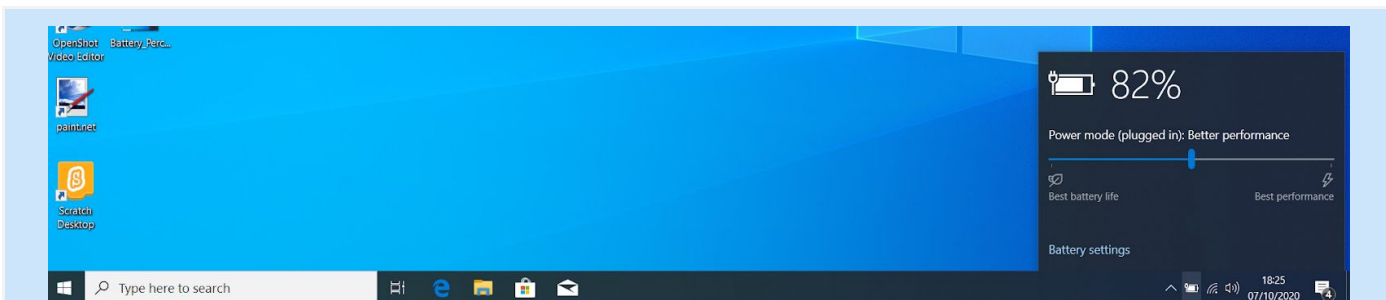 OpenShot Video Editor
Battery_Perc...
paint.net
Scratch Desktop
82%
Power mode (plugged in): Better performance
Best battery life
Best performance
Battery settings
Type here to search
18:25
07/10/2020
4